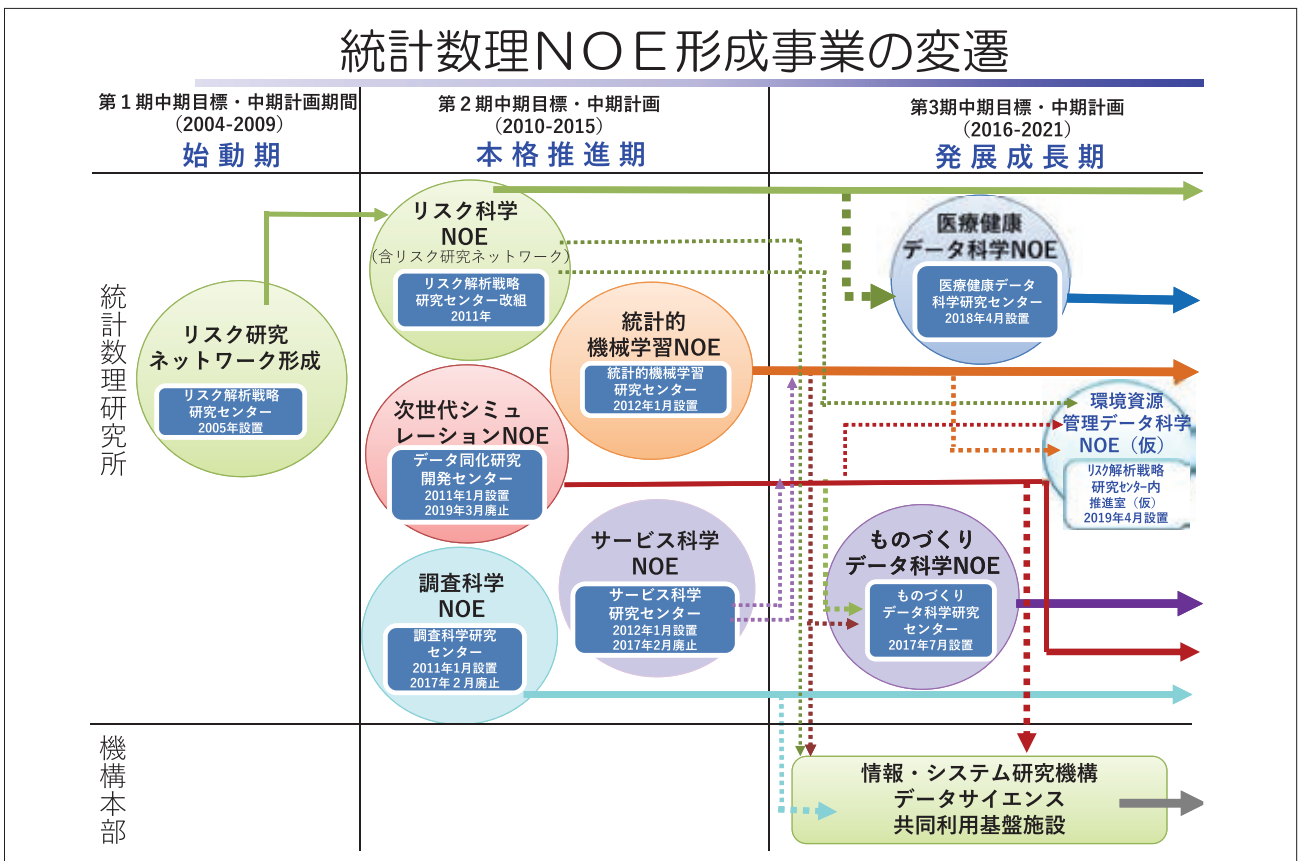 統計数理NOE形成事業の変遷
第１期中期目標・中期計画期間
（2004-2009）
始動期
第２期中期目標・中期計画
（2010-2015）
本格推進期
第3期中期目標・中期計画
（2016-2021）
発展成長期
統計数理研究所
リスク研究
ネットワーク形成
リスク解析戦略
研究センター
2005年設置
リスク科学
NOE
（含リスク研究ネットワーク）
リスク解析戦略
研究センター改組
2011年
統計的
機械学習NOE
統計的機械学習
研究センター
2012年1月設置
次世代シミュ
レーションNOE
データ同化研究
開発センター
2011年1月設置
2019年3月廃止
サービス科学
NOE
サービス科学
研究センター
2012年1月設置
2017年2月廃止
調査科学
NOE
調査科学研究
センター
2011年1月設置
2017年２月廃止
医療健康
データ科学NOE
医療健康データ
科学研究センター
2018年4月設置
環境資源
管理データ科学
NOE（仮）
リスク解析戦略
研究センター内
推進室（仮）
2019年4月設置
ものづくり
データ科学NOE
ものづくり
データ科学研究
センター
2017年7月設置
機構本部
情報・システム研究機構
データサイエンス
共同利用基盤施設